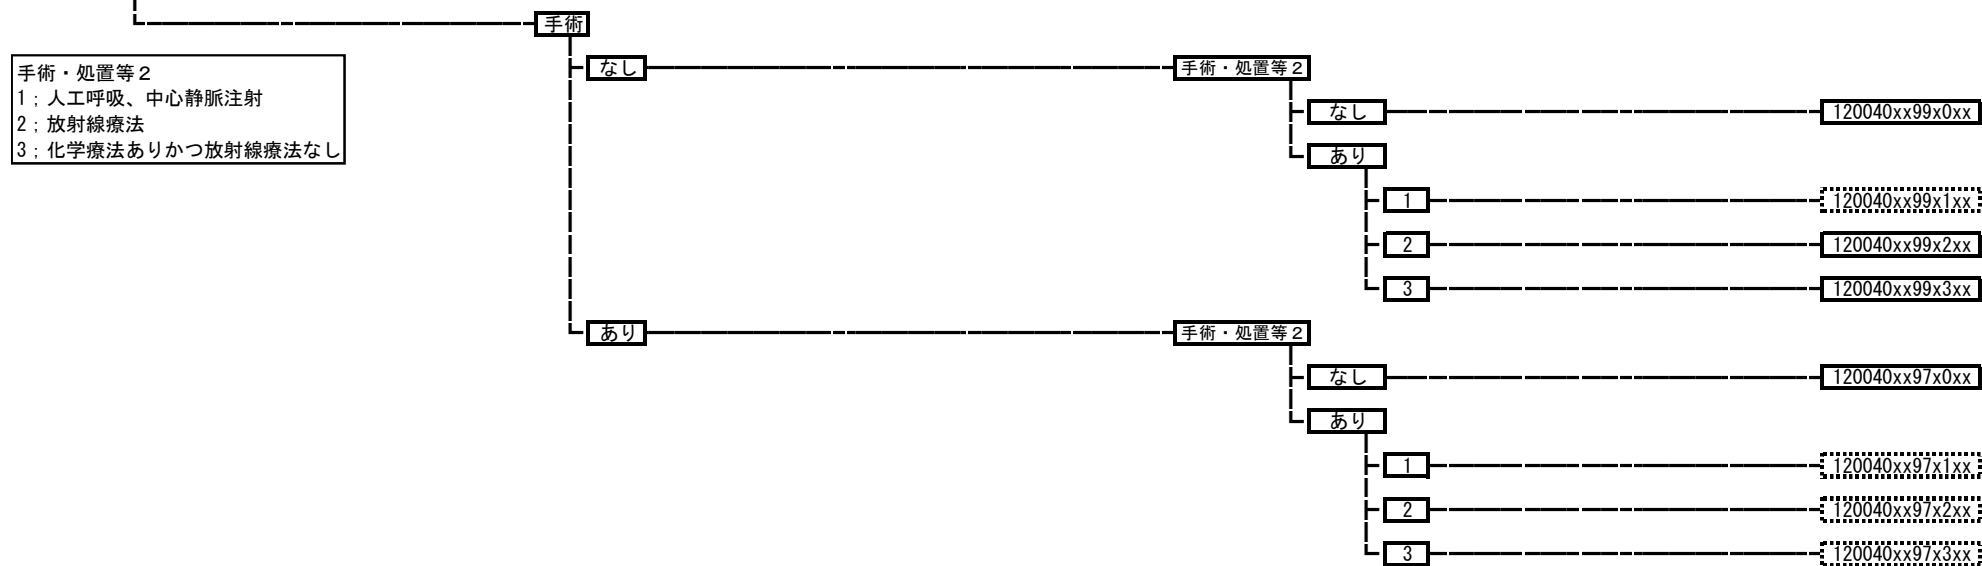 手術
手術・処置等２
1；人工呼吸、中心静脈注射
2；放射線療法
3；化学療法ありかつ放射線療法なし
なし
手術・処置等２
なし
120040xx99x0xx
あり
1
120040xx99x1xx
2
120040xx99x2xx
3
120040xx99x3xx
あり
手術・処置等２
なし
120040xx97x0xx
あり
1
120040xx97x1xx
2
120040xx97x2xx
3
120040xx97x3xx